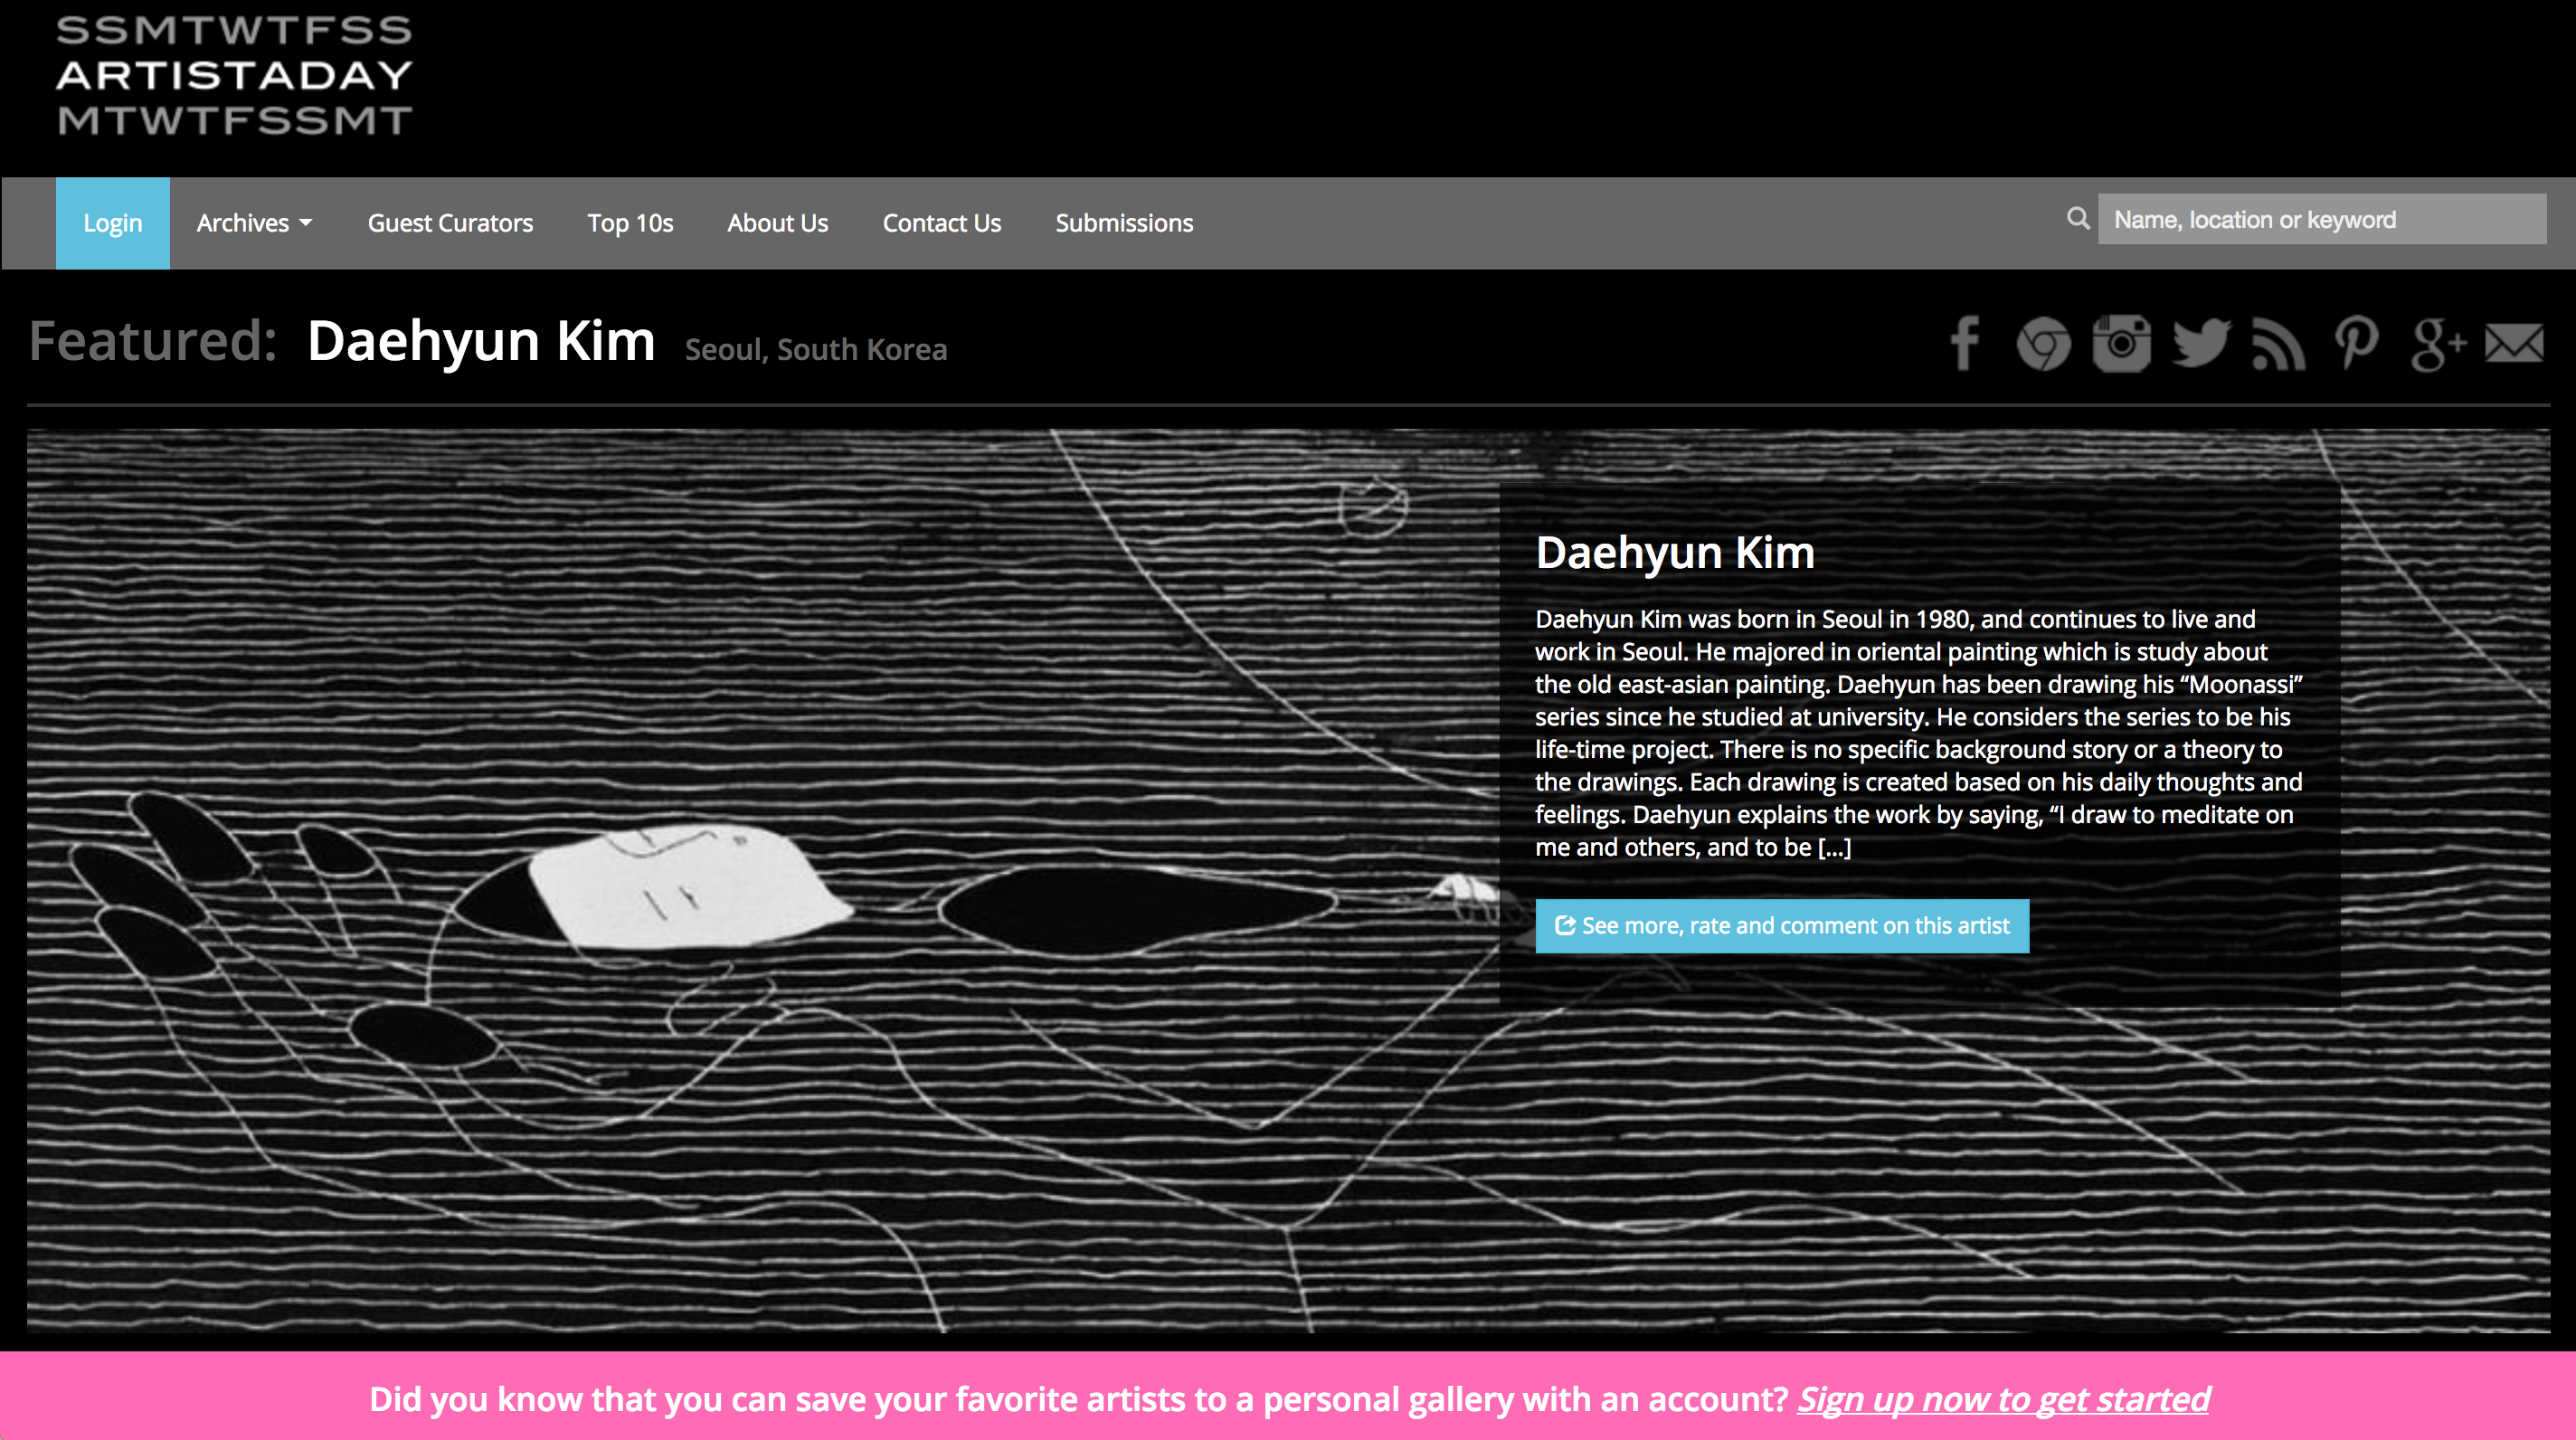 SSMTWTFSS
ARTISTADAY
MTWTFSSMT
Login Archives Guest Curators Top 10s About Us Contact Us Submissions Name, location or keyword
Featured: Daehyun Kim Seoul, South Korea
Daehyun Kim
Daehyun Kim was born in Seoul in 1980, and continues to live and
work in Seoul. He majored in oriental painting which is study about
the old east-asian painting. Daehyun has been drawing his “Moonassi”
series since he studied at university. He considers the series to be his
life-time project. There is no specific background story or a theory to
the drawings. Each drawing is created based on his daily thoughts and
feelings. Daehyun explains the work by saying, “I draw to meditate on
me and others, and to be [...]
See more, rate and comment on this artist
Did you know that you can save your favorite artists to a personal gallery with an account? Sign up now to get started